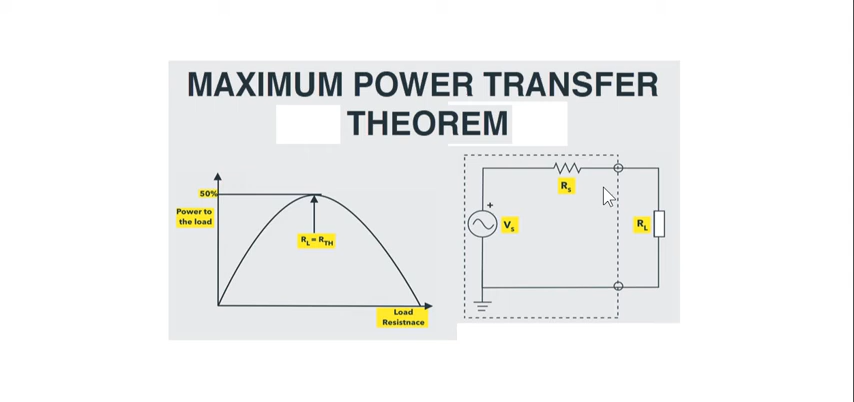 MAXIMUM POWER TRANSFER
THEOREM
50%
Power to
the load
RL = RTH
Load
Resistnace
Rs
+
Vs
RL